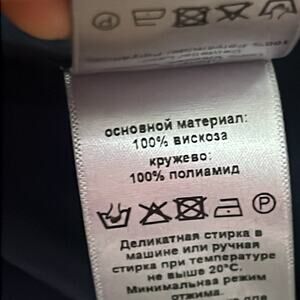 основной материал:
100% вискоза
кружево:
100% полиамид
P
Деликатная стирка в
машине или ручная
стирка при температуре
не выше 20°С.
Минимальная режим
отжима.